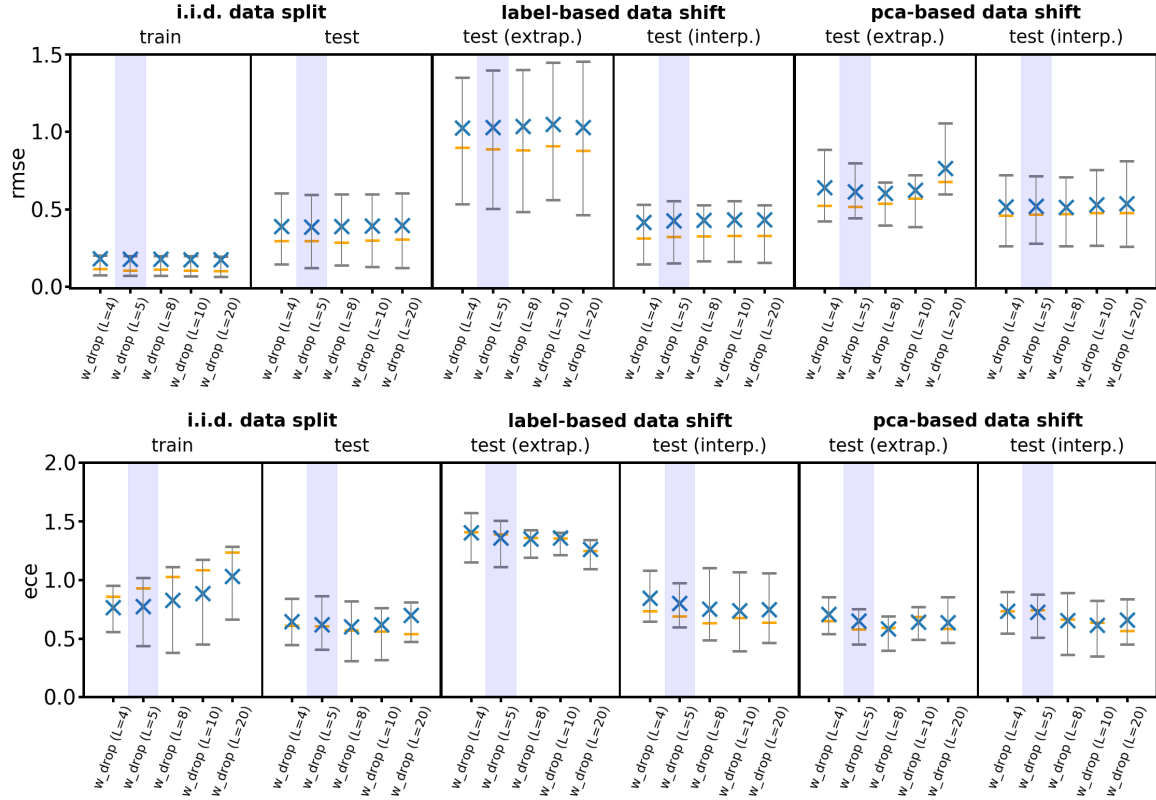 i.i.d. data split label-based data shift pca-based data shift
train test test (extrap.) test (interp.) test (extrap.) test (interp.)
1.5
1.0
0.5
0.0
rmse
w_drop (L=4) w_drop (L=5) w_drop (L=8) w_drop (L=10) w_drop (L=20) w_drop (L=4) w_drop (L=5) w_drop (L=8) w_drop (L=10) w_drop (L=20) w_drop (L=4) w_drop (L=5) w_drop (L=8) w_drop (L=10) w_drop (L=20) w_drop (L=4) w_drop (L=5) w_drop (L=8) w_drop (L=10) w_drop (L=20) w_drop (L=4) w_drop (L=5) w_drop (L=8) w_drop (L=10) w_drop (L=20) w_drop (L=4) w_drop (L=5) w_drop (L=8) w_drop (L=10) w_drop (L=20)
i.i.d. data split label-based data shift pca-based data shift
train test test (extrap.) test (interp.) test (extrap.) test (interp.)
2.0
1.5
1.0
0.5
0.0
ece
w_drop (L=4) w_drop (L=5) w_drop (L=8) w_drop (L=10) w_drop (L=20) w_drop (L=4) w_drop (L=5) w_drop (L=8) w_drop (L=10) w_drop (L=20) w_drop (L=4) w_drop (L=5) w_drop (L=8) w_drop (L=10) w_drop (L=20) w_drop (L=4) w_drop (L=5) w_drop (L=8) w_drop (L=10) w_drop (L=20) w_drop (L=4) w_drop (L=5) w_drop (L=8) w_drop (L=10) w_drop (L=20) w_drop (L=4) w_drop (L=5) w_drop (L=8) w_drop (L=10) w_drop (L=20)